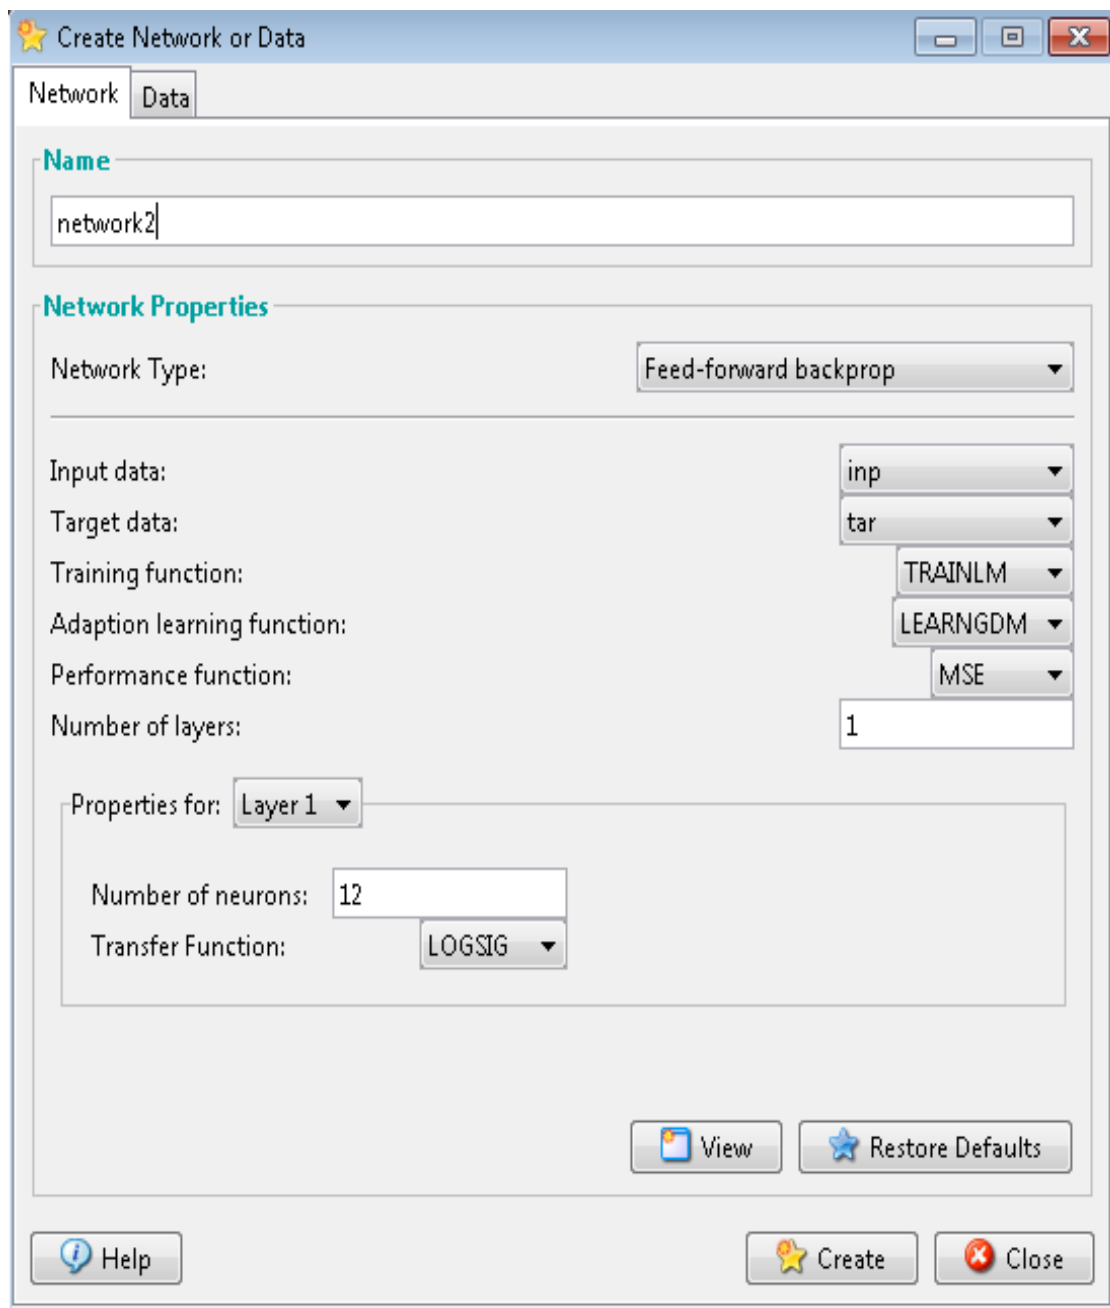 Create Network or Data
Network Data
Name
network2
Network Properties
Network Type: Feed-forward backprop
Input data: inp
Target data: tar
Training function: TRAINLM
Adaption learning function: LEARNGDM
Performance function: MSE
Number of layers: 1
Properties for: Layer 1
Number of neurons: 12
Transfer Function: LOGSIG
View Restore Defaults
Help Create Close